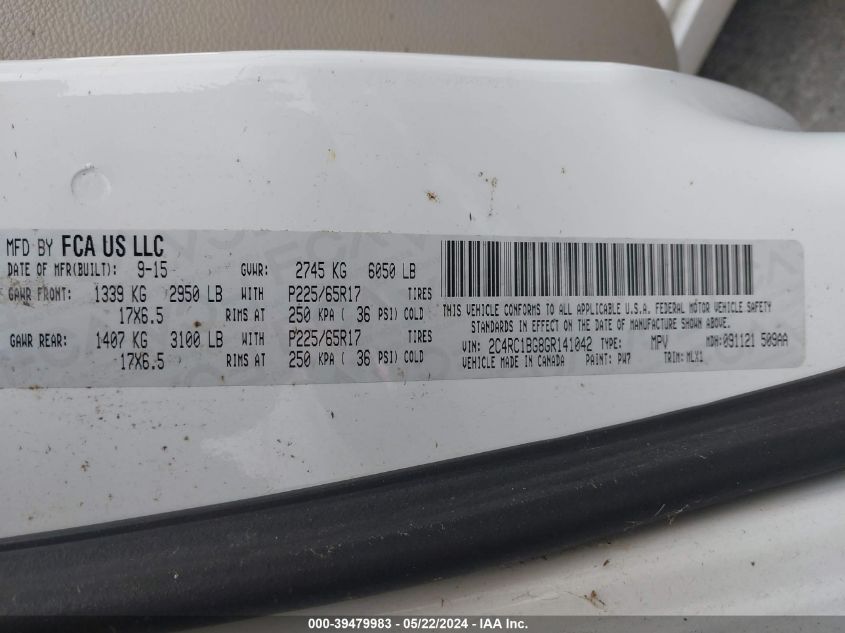 MFD BY FCA US LLC
DATE OF MFR(BUILT): 9-15 GVWR: 2745 KG 6050 LB
GAWR FRONT: 1339 KG 2950 LB WITH P225/65R17 TIRES
17X6.5 RIMS AT 250 KPA ( 36 PSI) COLD
GAWR REAR: 1407 KG 3100 LB WITH P225/65R17 TIRES
17X6.5 RIMS AT 250 KPA ( 36 PSI) COLD
THIS VEHICLE CONFORMS TO ALL APPLICABLE U.S.A. FEDERAL MOTOR VEHICLE SAFETY
STANDARDS IN EFFECT ON THE DATE OF MANUFACTURE SHOWN ABOVE.
VIN: 2C4RC1BG8GR141042 TYPE: MPV MDH: 091121 509AA
VEHICLE MADE IN CANADA PAINT: PW7 TRIM: MLX1
000-39479983 - 05/22/2024 - IAA Inc.